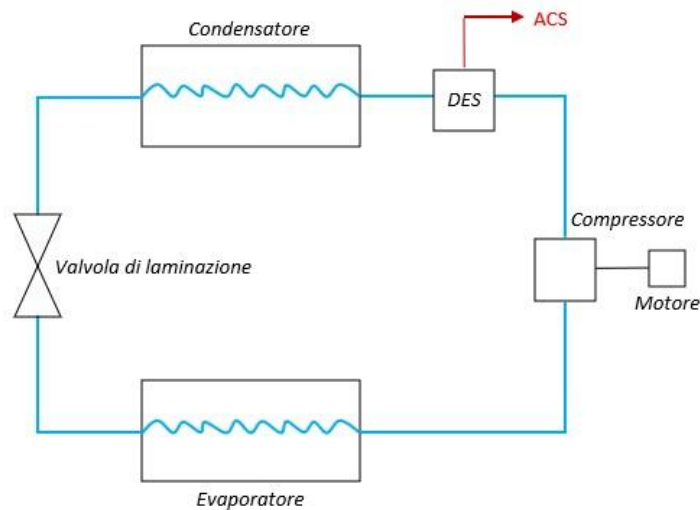 Condensatore
ACS
DES
Compressore
Valvola di laminazione
Motore
Evaporatore